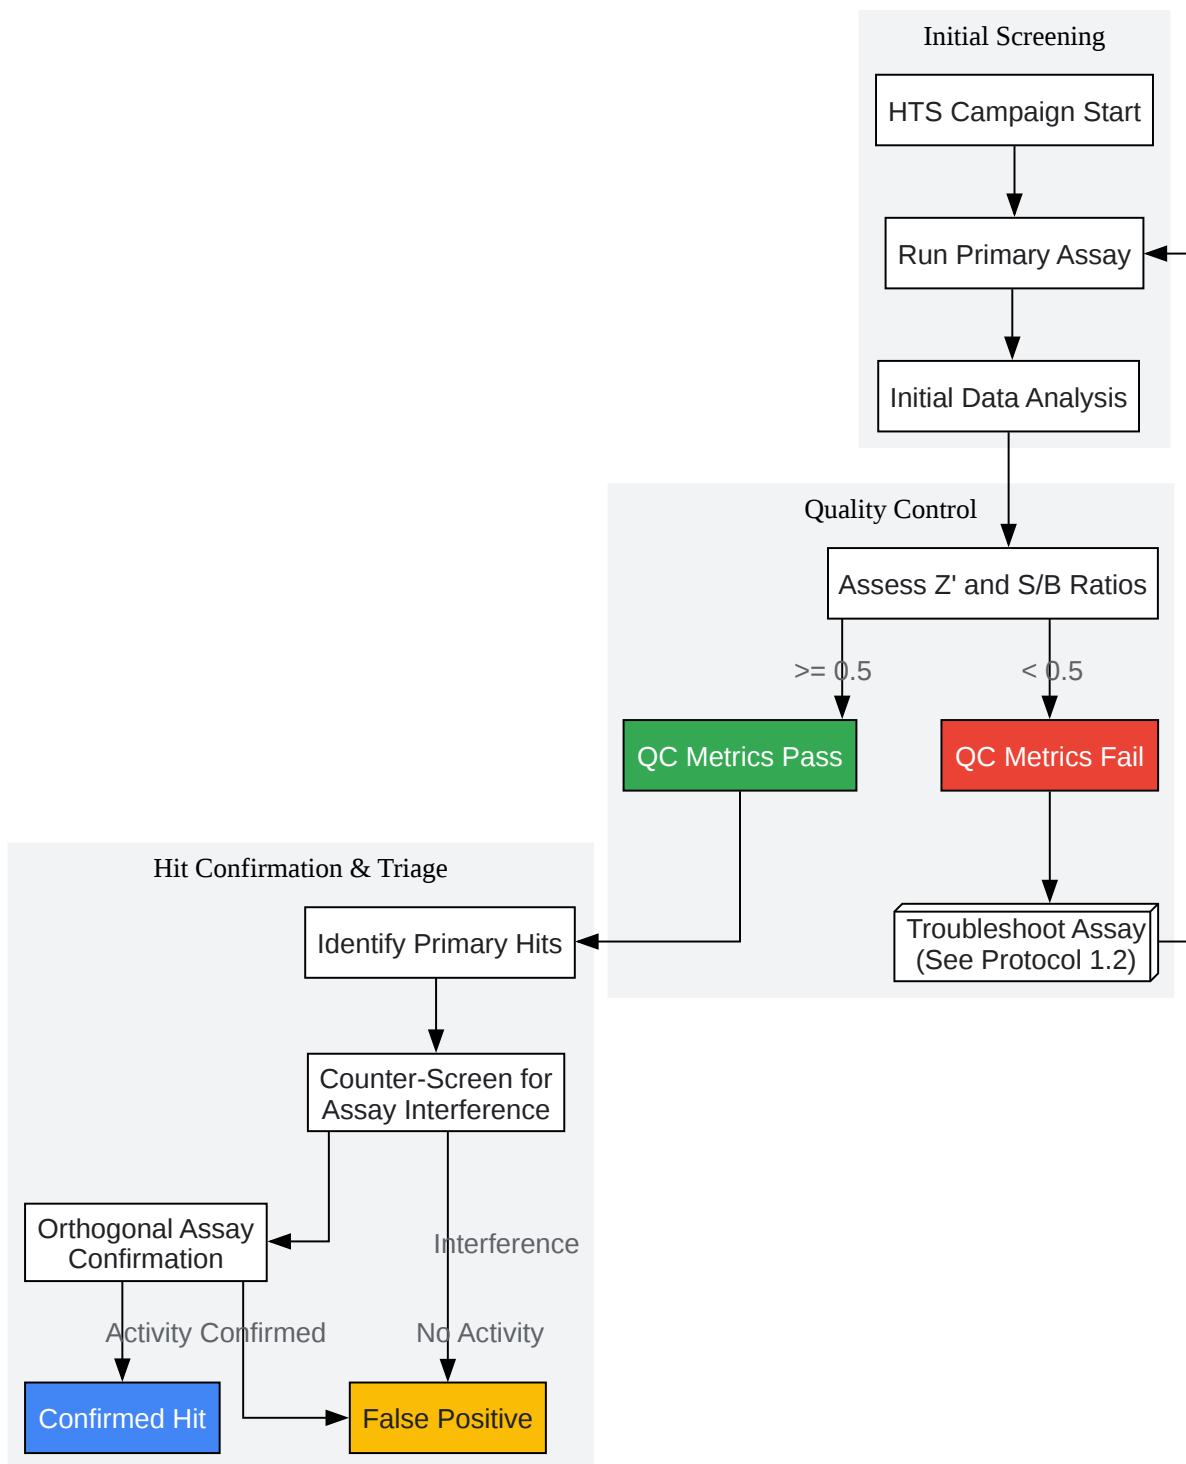 Initial Screening
HTS Campaign Start
Run Primary Assay
Initial Data Analysis
Quality Control
Assess Z' and S/B Ratios
>= 0.5
< 0.5
QC Metrics Pass
QC Metrics Fail
Troubleshoot Assay
(See Protocol 1.2)
Hit Confirmation & Triage
Identify Primary Hits
Counter-Screen for
Assay Interference
Orthogonal Assay
Confirmation
Interference
Activity Confirmed
No Activity
Confirmed Hit
False Positive